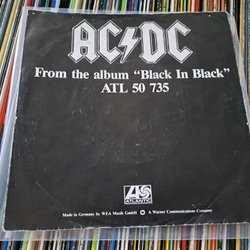 AC⚡DC
From the album “Black In Black”
ATL 50 735
ATLANTIC
Made in Germany by WEA Musik GmbH A Warner Communications Company